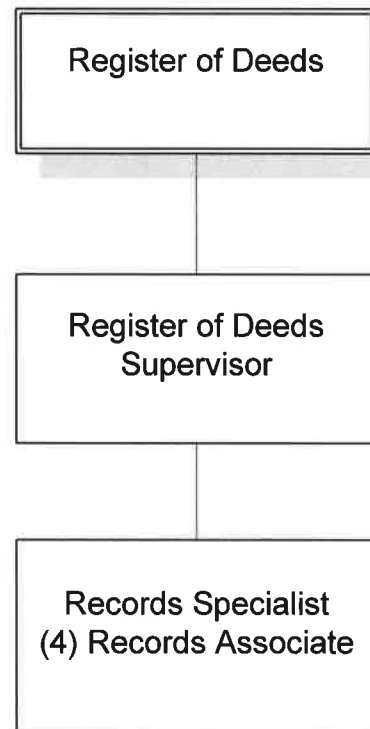 Register of Deeds
Register of Deeds
Supervisor
Records Specialist
(4) Records Associate